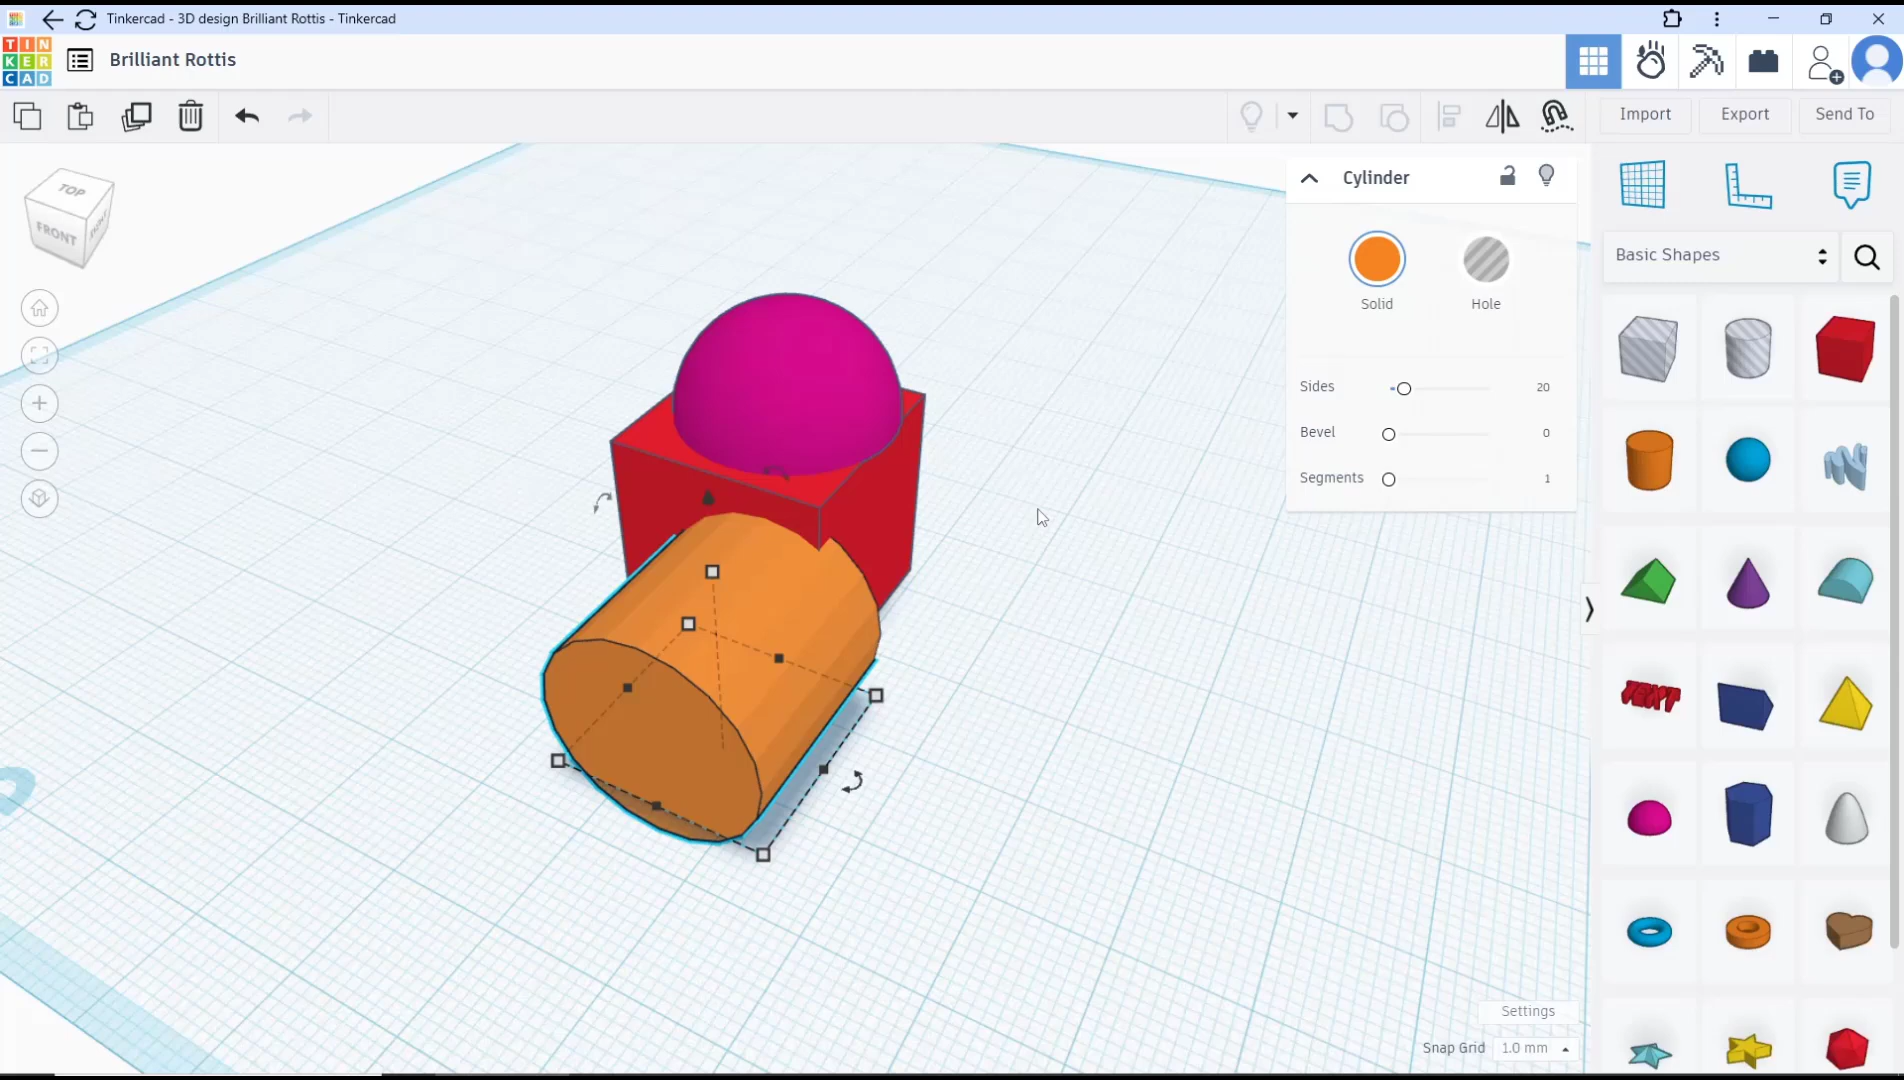 Tinkercad - 3D design Brilliant Rottis - Tinkercad
TIN
KER
CAD
Brilliant Rottis
Import
Export
Send To
TOP
FRONT
Cylinder
Solid
Hole
Basic Shapes
Sides
20
Bevel
0
Segments
1
TEXT
Settings
Snap Grid
1.0 mm